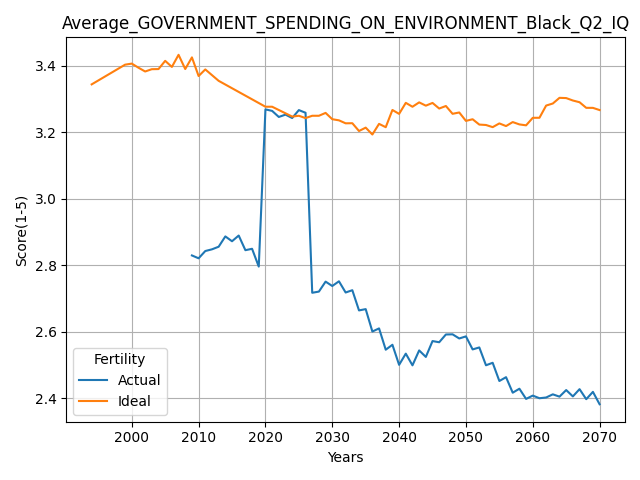 Average_GOVERNMENT_SPENDING_ON_ENVIRONMENT_Black_Q2_IQ
Score(1-5)
3.4
3.2
3.0
2.8
2.6
2.4
Fertility
Actual
Ideal
2000 2010 2020 2030 2040 2050 2060 2070
Years